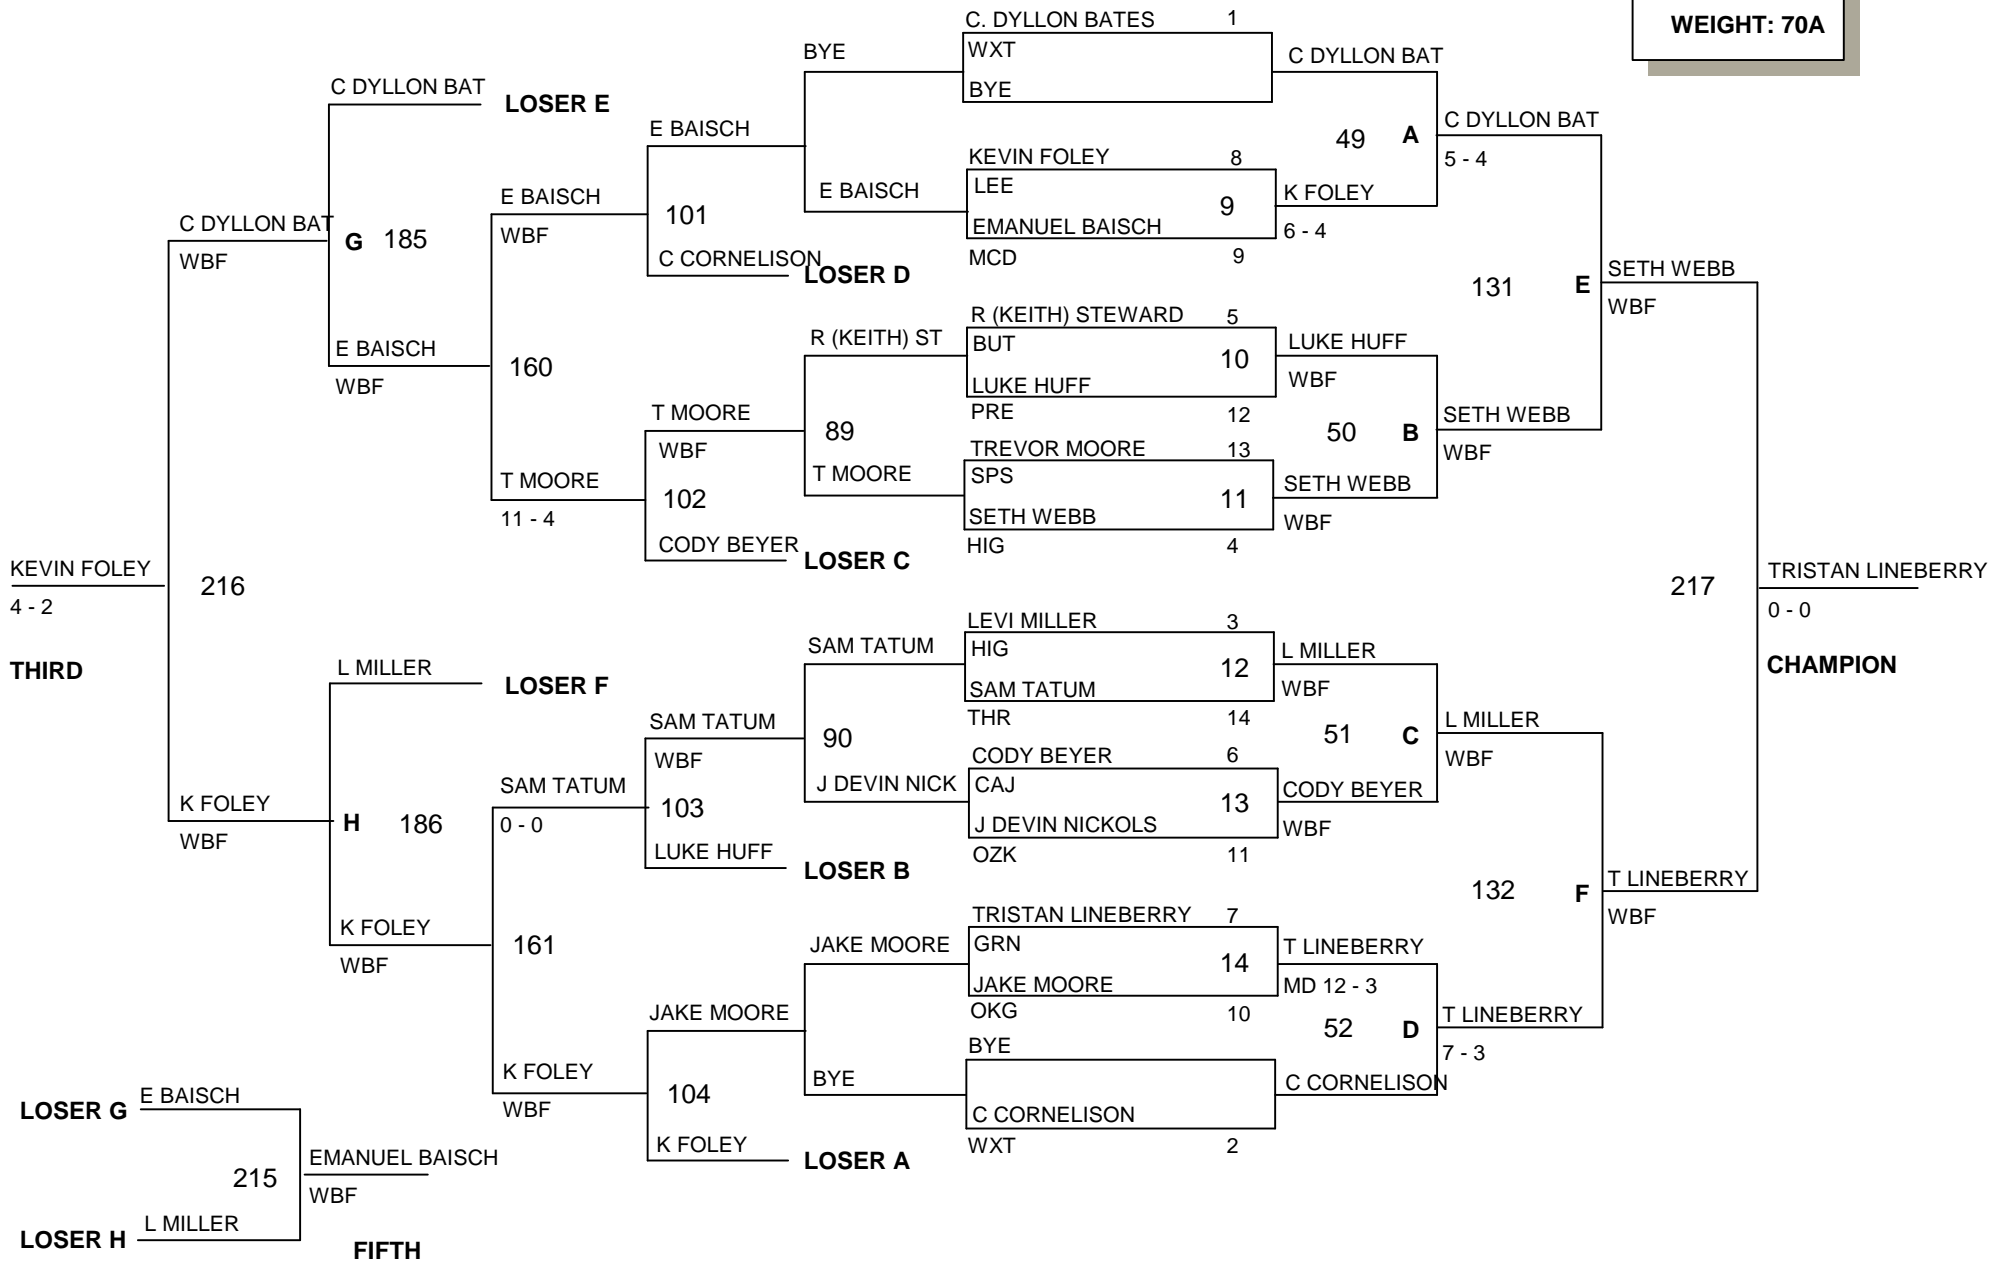 WEIGHT: 70A
C. DYLLON BATES 1
WXT
BYE
KEVIN FOLEY 8
LEE
9
EMANUEL BAISCH
MCD 9
R (KEITH) STEWARD 5
BUT
10
LUKE HUFF
PRE 12
TREVOR MOORE 13
SPS
11
SETH WEBB
HIG 4
LEVI MILLER 3
HIG
12
SAM TATUM
THR 14
CODY BEYER 6
CAJ
13
J DEVIN NICKOLS
OZK 11
TRISTAN LINEBERRY 7
GRN
14
JAKE MOORE
OKG 10
BYE
C CORNELISON
WXT 2
C DYLLON BAT
49 A
K FOLEY
6 - 4
LUKE HUFF
WBF
50 B
SETH WEBB
WBF
L MILLER
WBF
51 C
CODY BEYER
WBF
T LINEBERRY
MD 12 - 3
52 D
C CORNELISON
C DYLLON BAT
5 - 4
131 E
SETH WEBB
WBF
L MILLER
WBF
132 F
T LINEBERRY
7 - 3
SETH WEBB
WBF
217
T LINEBERRY
WBF
TRISTAN LINEBERRY
0 - 0
CHAMPION
BYE
E BAISCH
R (KEITH) ST
89
T MOORE
SAM TATUM
90
J DEVIN NICK
JAKE MOORE
BYE
E BAISCH
101
C CORNELISON
LOSER D
T MOORE
WBF
102
CODY BEYER
LOSER C
SAM TATUM
WBF
103
LUKE HUFF
LOSER B
JAKE MOORE
104
K FOLEY
LOSER A
E BAISCH
WBF
160
T MOORE
11 - 4
SAM TATUM
0 - 0
161
K FOLEY
WBF
C DYLLON BAT
LOSER E
G 185
E BAISCH
WBF
L MILLER
LOSER F
H 186
K FOLEY
WBF
C DYLLON BAT
WBF
216
K FOLEY
WBF
KEVIN FOLEY
4 - 2
THIRD
LOSER G E BAISCH
215
LOSER H L MILLER
EMANUEL BAISCH
WBF
FIFTH